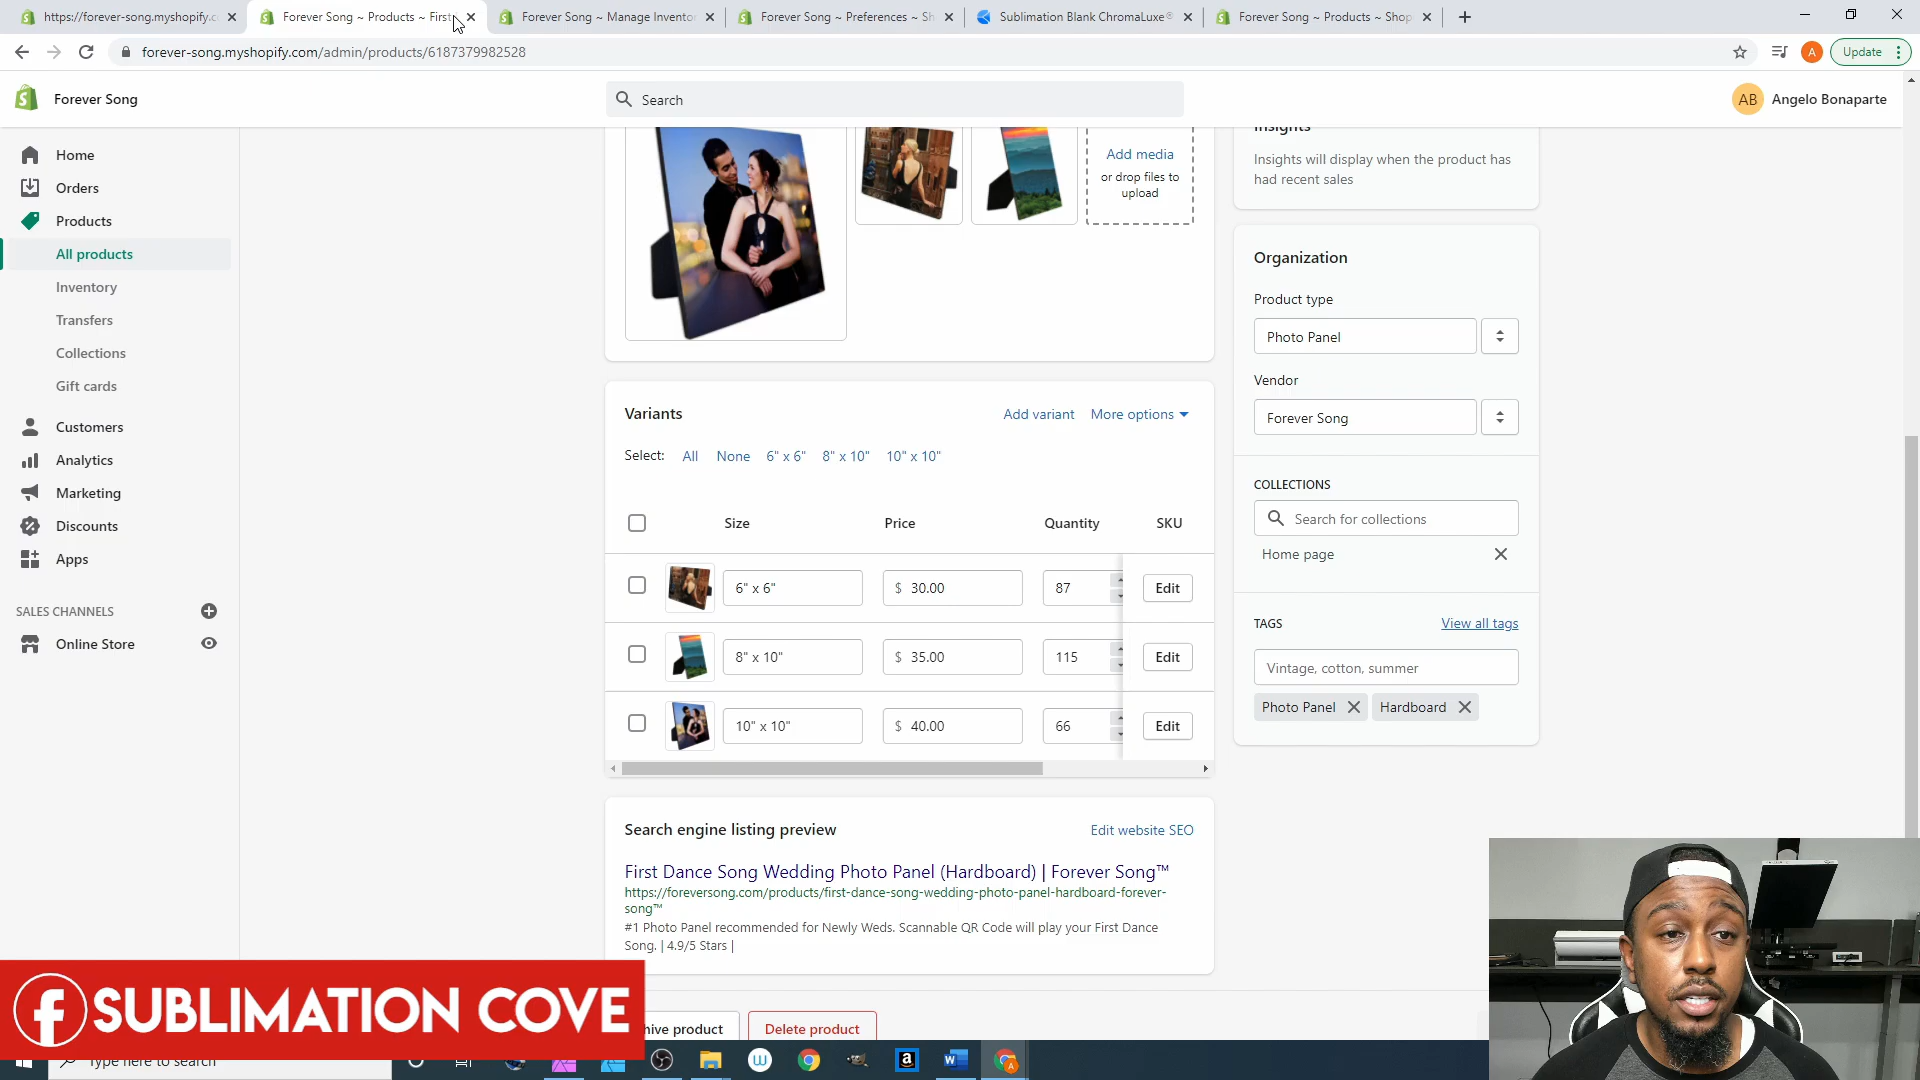 https://forever-song.myshopify.c
Forever Song ~ Products ~ First
Forever Song ~ Manage Invento
Forever Song ~ Preferences ~ Sh
Sublimation Blank ChromaLuxe®
Forever Song ~ Products ~ Shop
forever-song.myshopify.com/admin/products/6187379982528
A
Update
Forever Song
Search
AB
Angelo Bonaparte
Home
Orders
Products
All products
Inventory
Transfers
Collections
Gift cards
Customers
Analytics
Marketing
Discounts
Apps
SALES CHANNELS
Online Store
Add media
or drop files to
upload
Variants
Add variant
More options
Select: All None 6" x 6" 8" x 10" 10" x 10"
Size Price Quantity SKU
6" x 6" $ 30.00 87 Edit
8" x 10" $ 35.00 115 Edit
10" x 10" $ 40.00 66 Edit
Search engine listing preview
Edit website SEO
First Dance Song Wedding Photo Panel (Hardboard) | Forever Song™
https://foreversong.com/products/first-dance-song-wedding-photo-panel-hardboard-forever-
song™
#1 Photo Panel recommended for Newly Weds. Scannable QR Code will play your First Dance
Song. | 4.9/5 Stars |
hive product
Delete product
Insights
Insights will display when the product has
had recent sales
Organization
Product type
Photo Panel
Vendor
Forever Song
COLLECTIONS
Search for collections
Home page
TAGS
View all tags
Vintage, cotton, summer
Photo Panel
Hardboard
SUBLIMATION COVE
Type here to search